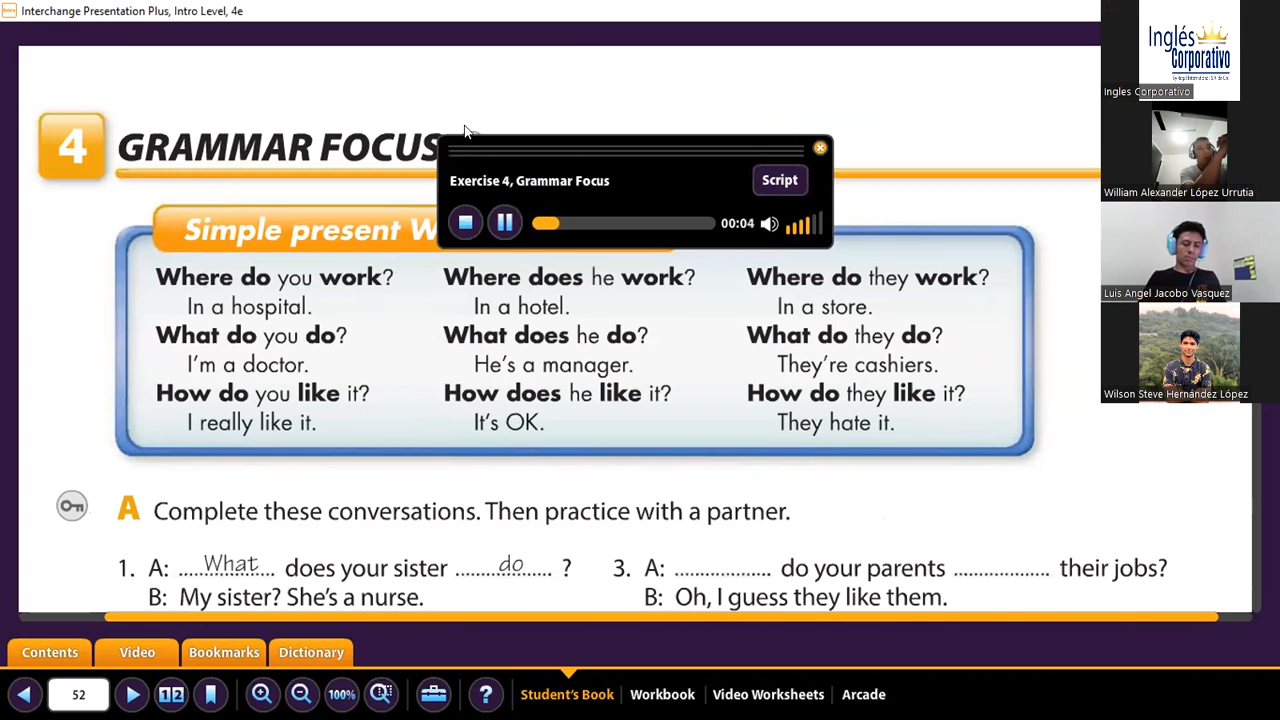 Interchange Presentation Plus, Intro Level, 4e
Inglés
Corporativo
Ingles Corporativo
William Alexander López Urrutia
Luis Angel Jacobo Vasquez
Wilson Steve Hernández López
4 GRAMMAR FOCUS
Exercise 4, Grammar Focus
Script
00:04
Simple present W
Where do you work? Where does he work? Where do they work?
In a hospital. In a hotel. In a store.
What do you do? What does he do? What do they do?
I'm a doctor. He's a manager. They're cashiers.
How do you like it? How does he like it? How do they like it?
I really like it. It's OK. They hate it.
A Complete these conversations. Then practice with a partner.
1. A: What does your sister do ? 3. A: .................. do your parents .................. their jobs?
B: My sister? She's a nurse. B: Oh, I guess they like them.
Contents Video Bookmarks Dictionary
52 1 2 100% ? Student's Book Workbook Video Worksheets Arcade